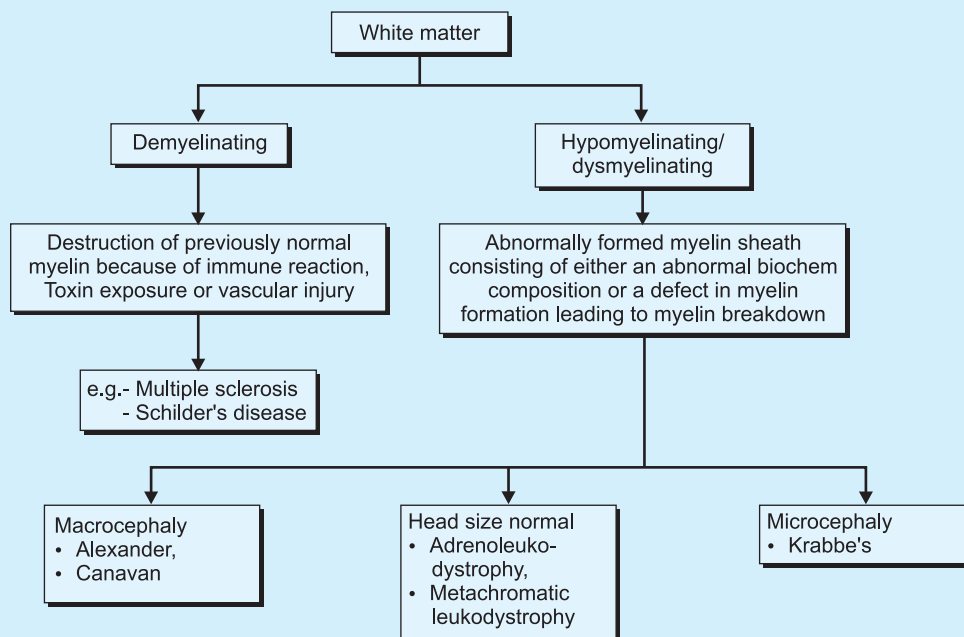 White matter
Demyelinating
Hypomyelinating/
dysmyelinating
Destruction of previously normal
myelin because of immune reaction,
Toxin exposure or vascular injury
Abnormally formed myelin sheath
consisting of either an abnormal biochem
composition or a defect in myelin
formation leading to myelin breakdown
e.g.- Multiple sclerosis
- Schilder's disease
Macrocephaly
• Alexander,
• Canavan
Head size normal
• Adrenoleuko-
dystrophy,
• Metachromatic
leukodystrophy
Microcephaly
• Krabbe's